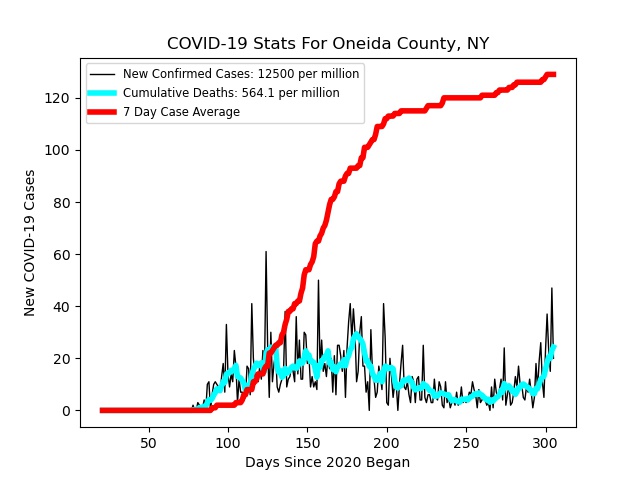 COVID-19 Stats For Oneida County, NY
New Confirmed Cases: 12500 per million
Cumulative Deaths: 564.1 per million
7 Day Case Average
120
100
80
60
40
20
0
New COVID-19 Cases
50 100 150 200 250 300
Days Since 2020 Began